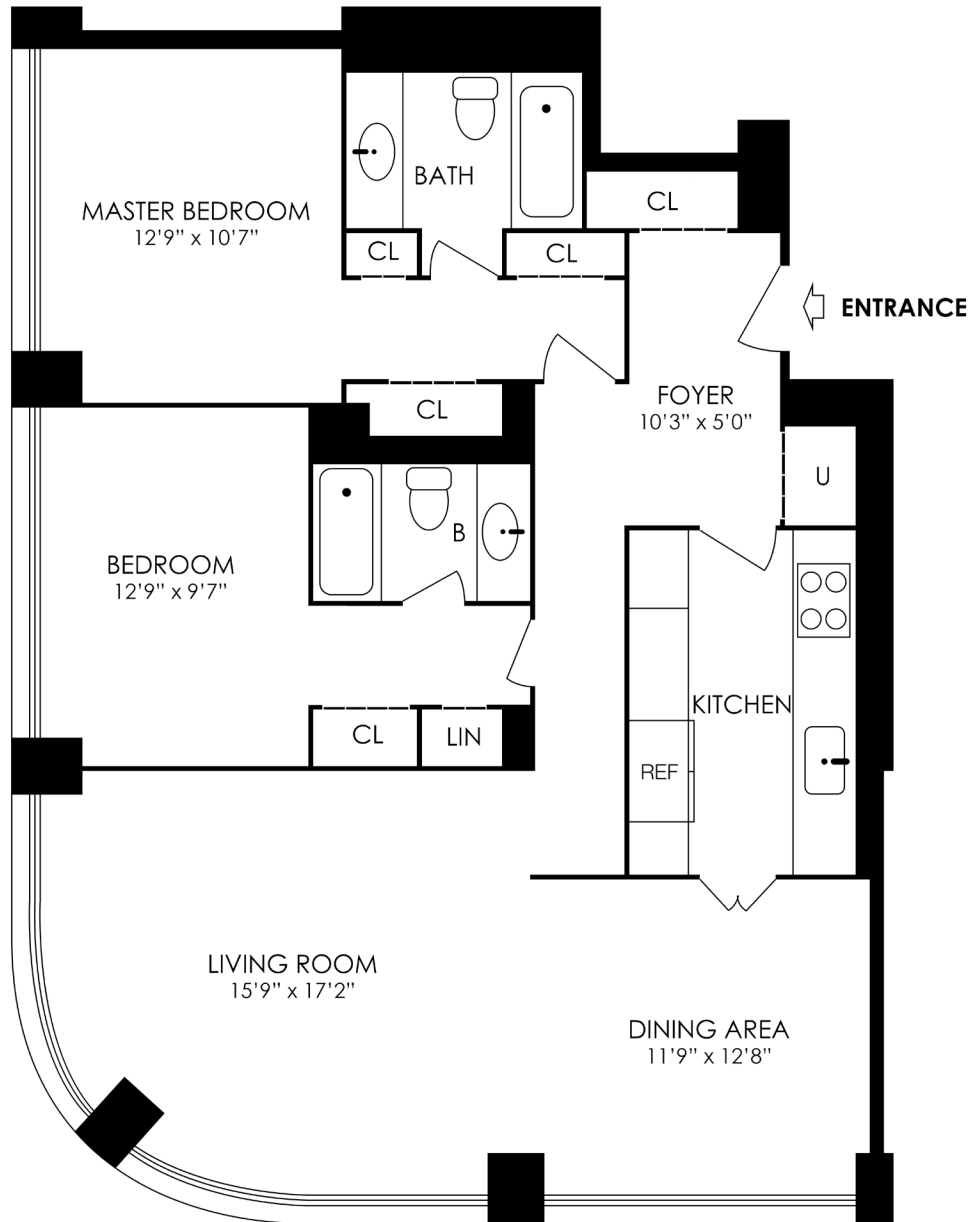 BATH
CL
MASTER BEDROOM
12’9” x 10’7”
CL
CL
ENTRANCE
FOYER
10’3” x 5’0”
CL
U
B
BEDROOM
12’9” x 9’7”
KITCHEN
CL
LIN
REF
LIVING ROOM
15’9” x 17’2”
DINING AREA
11’9” x 12’8”